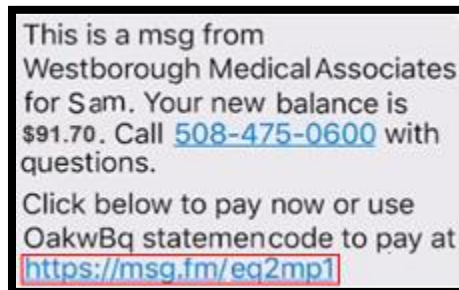 This is a msg from
Westborough Medical Associates
for Sam. Your new balance is
$91.70. Call 508-475-0600 with
questions.
Click below to pay now or use
OakwBq statemencode to pay at
https://msg.fm/eq2mp1